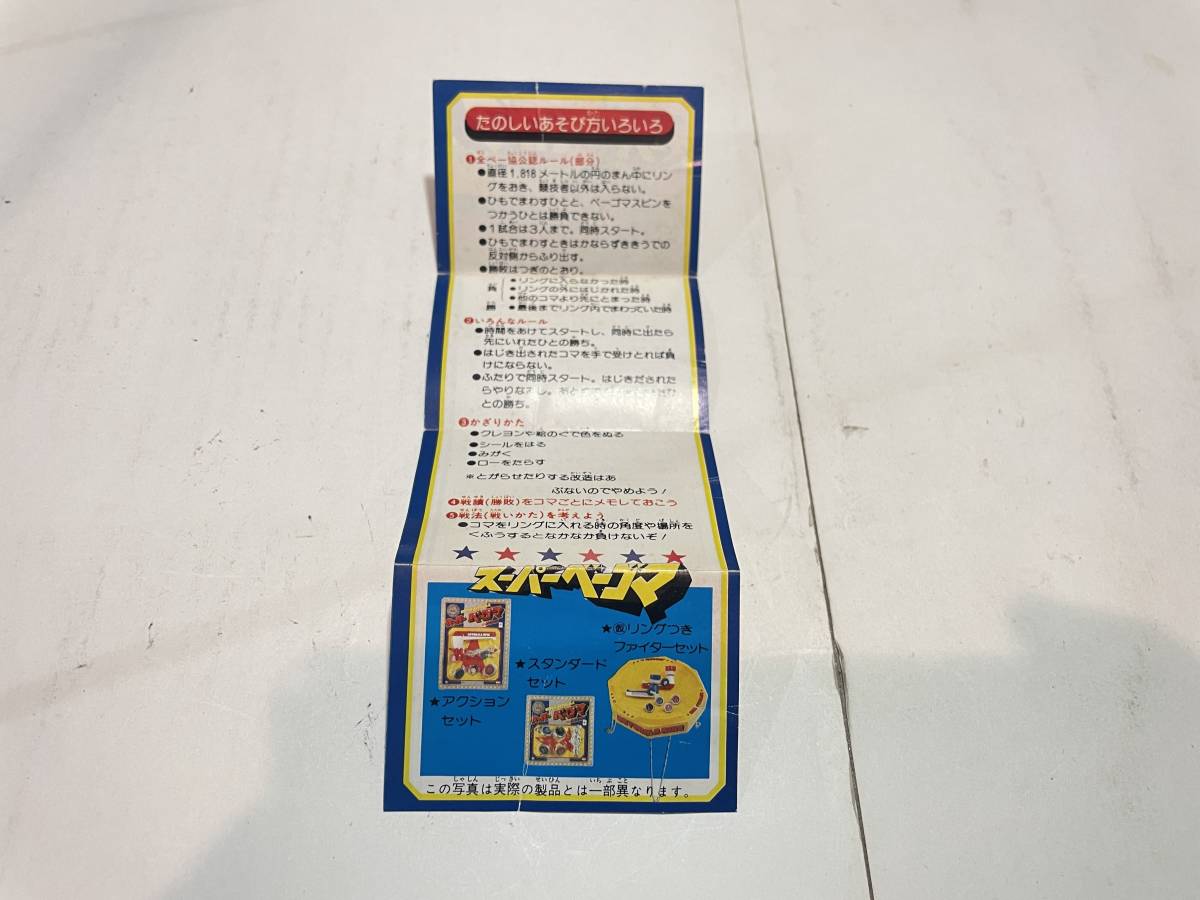 たのしいあそび方いろいろ
❶全ベー協公認ルール(部分)
●直径1.818メートルの円のまん中にリン
グをおき、競技者以外は入らない。
●ひもでまわすひとと、ベーゴマスピンを
つかうひとは勝負できない。
●1試合は3人まで。同時スタート。
●ひもでまわすときはかならずききうでの
反対側からふり出す。
●勝敗はつぎのとおり。
負
●リングに入らなかった時
●リングの外にはじかれた時
●他のコマより先にとまった時
勝 ●最後までリング内でまわっていた時
❷いろんなルール
●時間をあけてスタートし、同時に出たら
先にいれたひとの勝ち。
●はじき出されたコマを手で受けとれば負
けにならない。
●ふたりで同時スタート。はじきだされた
らやりなおし。
との勝ち。
❸かざりかた
●クレヨンや絵のぐで色をぬる
●シールをはる
●みがく
●ローをたらす
※とがらせたりする改造はあ
ぶないのでやめよう!
❹戦績(勝敗)をコマごとにメモしておこう
❺戦法(戦いかた)を考えよう
●コマをリングに入れる時の角度や場所を
くふうするとなかなか負けないぞ!
スーパーベーゴマ
★アクション
セット
★スタンダード
セット
リングつき
ファイターセット
この写真は実際の製品とは一部異なります。